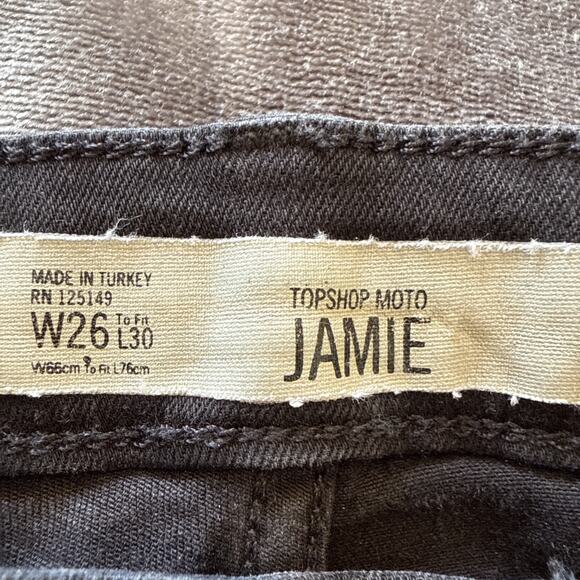 MADE IN TURKEY
RN 125149
W26 To Fit L30
W66cm To Fit L76cm
TOPSHOP MOTO
JAMIE